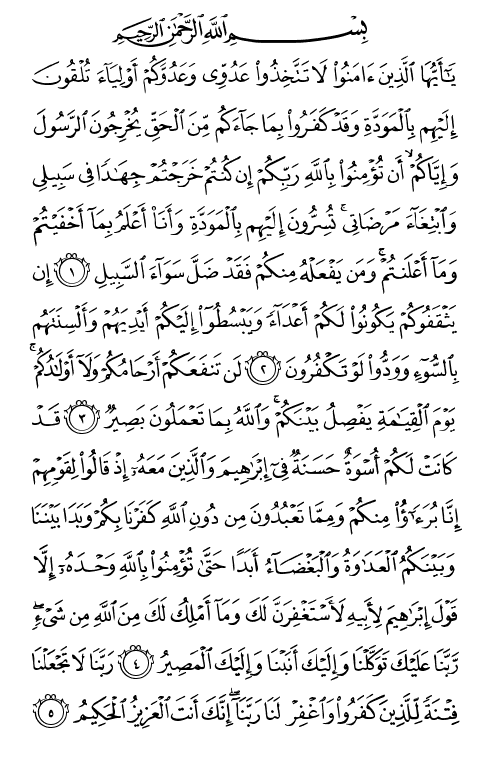 بِسْمِ ٱللَّهِ ٱلرَّحْمَٰنِ ٱلرَّحِيمِ
يَٰٓأَيُّهَا ٱلَّذِينَ ءَامَنُوا۟ لَا تَتَّخِذُوا۟ عَدُوِّى وَعَدُوَّكُمْ أَوْلِيَآءَ تُلْقُونَ
إِلَيْهِم بِٱلْمَوَدَّةِ وَقَدْ كَفَرُوا۟ بِمَا جَآءَكُم مِّنَ ٱلْحَقِّ يُخْرِجُونَ ٱلرَّسُولَ
وَإِيَّاكُمْ ۙ أَن تُؤْمِنُوا۟ بِٱللَّهِ رَبِّكُمْ إِن كُنتُمْ خَرَجْتُمْ جِهَٰدًا فِى سَبِيلِى
وَٱبْتِغَآءَ مَرْضَاتِى ۚ تُسِرُّونَ إِلَيْهِم بِٱلْمَوَدَّةِ وَأَنَا۠ أَعْلَمُ بِمَآ أَخْفَيْتُمْ
وَمَآ أَعْلَنتُمْ ۚ وَمَن يَفْعَلْهُ مِنكُمْ فَقَدْ ضَلَّ سَوَآءَ ٱلسَّبِيلِ ١ إِن
يَثْقَفُوكُمْ يَكُونُوا۟ لَكُمْ أَعْدَآءً وَيَبْسُطُوٓا۟ إِلَيْكُمْ أَيْدِيَهُمْ وَأَلْسِنَتَهُم
بِٱلسُّوٓءِ وَوَدُّوا۟ لَوْ تَكْفُرُونَ ٢ لَن تَنفَعَكُمْ أَرْحَامُكُمْ وَلَآ أَوْلَٰدُكُمْ ۚ
يَوْمَ ٱلْقِيَٰمَةِ يَفْصِلُ بَيْنَكُمْ ۚ وَٱللَّهُ بِمَا تَعْمَلُونَ بَصِيرٌ ٣ قَدْ
كَانَتْ لَكُمْ أُسْوَةٌ حَسَنَةٌ فِىٓ إِبْرَٰهِيمَ وَٱلَّذِينَ مَعَهُۥٓ إِذْ قَالُوا۟ لِقَوْمِهِمْ
إِنَّا بُرَءَٰٓؤُا۟ مِنكُمْ وَمِمَّا تَعْبُدُونَ مِن دُونِ ٱللَّهِ كَفَرْنَا بِكُمْ وَبَدَا بَيْنَنَا
وَبَيْنَكُمُ ٱلْعَدَٰوَةُ وَٱلْبَغْضَآءُ أَبَدًا حَتَّىٰ تُؤْمِنُوا۟ بِٱللَّهِ وَحْدَهُۥٓ إِلَّا
قَوْلَ إِبْرَٰهِيمَ لِأَبِيهِ لَأَسْتَغْفِرَنَّ لَكَ وَمَآ أَمْلِكُ لَكَ مِنَ ٱللَّهِ مِن شَىْءٍ ۖ
رَّبَّنَا عَلَيْكَ تَوَكَّلْنَا وَإِلَيْكَ أَنَبْنَا وَإِلَيْكَ ٱلْمَصِيرُ ٤ رَبَّنَا لَا تَجْعَلْنَا
فِتْنَةً لِّلَّذِينَ كَفَرُوا۟ وَٱغْفِرْ لَنَا رَبَّنَآ ۖ إِنَّكَ أَنتَ ٱلْعَزِيزُ ٱلْحَكِيمُ ٥